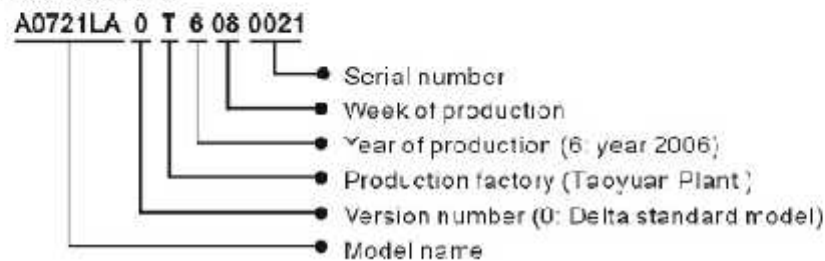 A0721LA 0 T 6 08 0021
Serial number
Week of production
Year of production (6: year 2006)
Production factory (Taoyuan Plant )
Version number (0: Delta standard model)
Model name